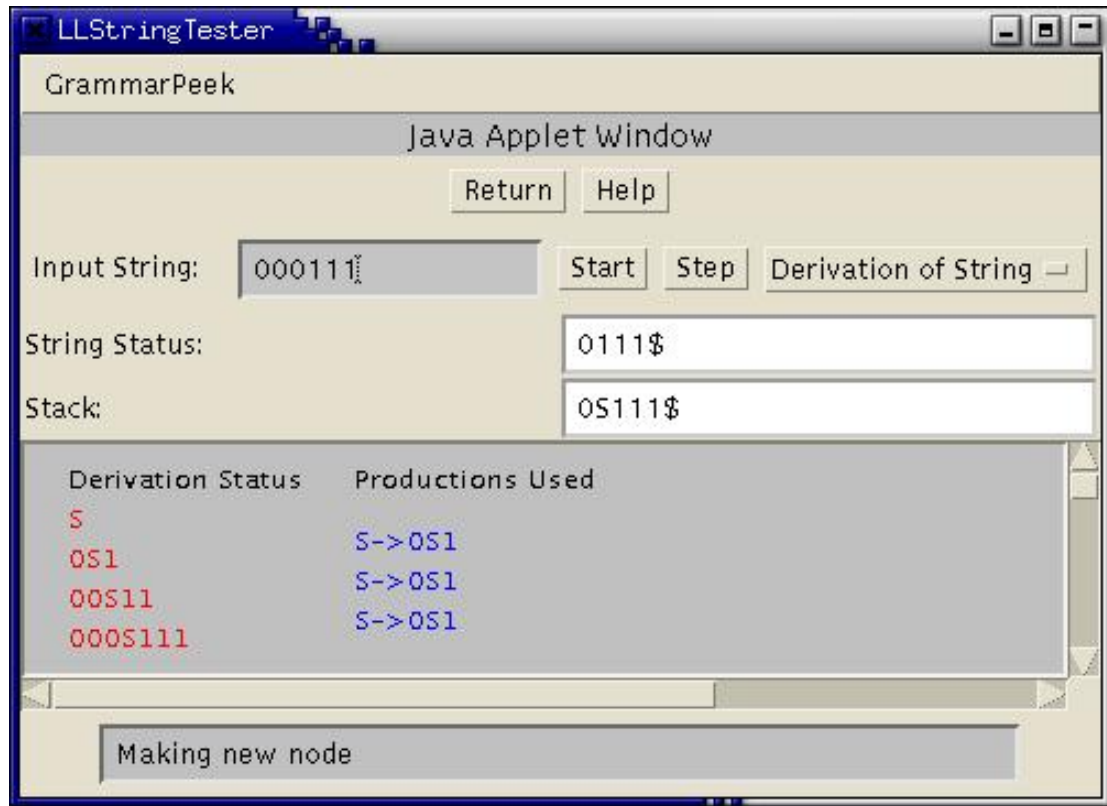 LLStringTester
GrammarPeek
Java Applet Window
Return Help
Input String: 000111 Start Step Derivation of String
String Status: 0111$
Stack: 0S111$
Derivation Status Productions Used
S
S->0S1
0S1
S->0S1
00S11
S->0S1
000S111
Making new node